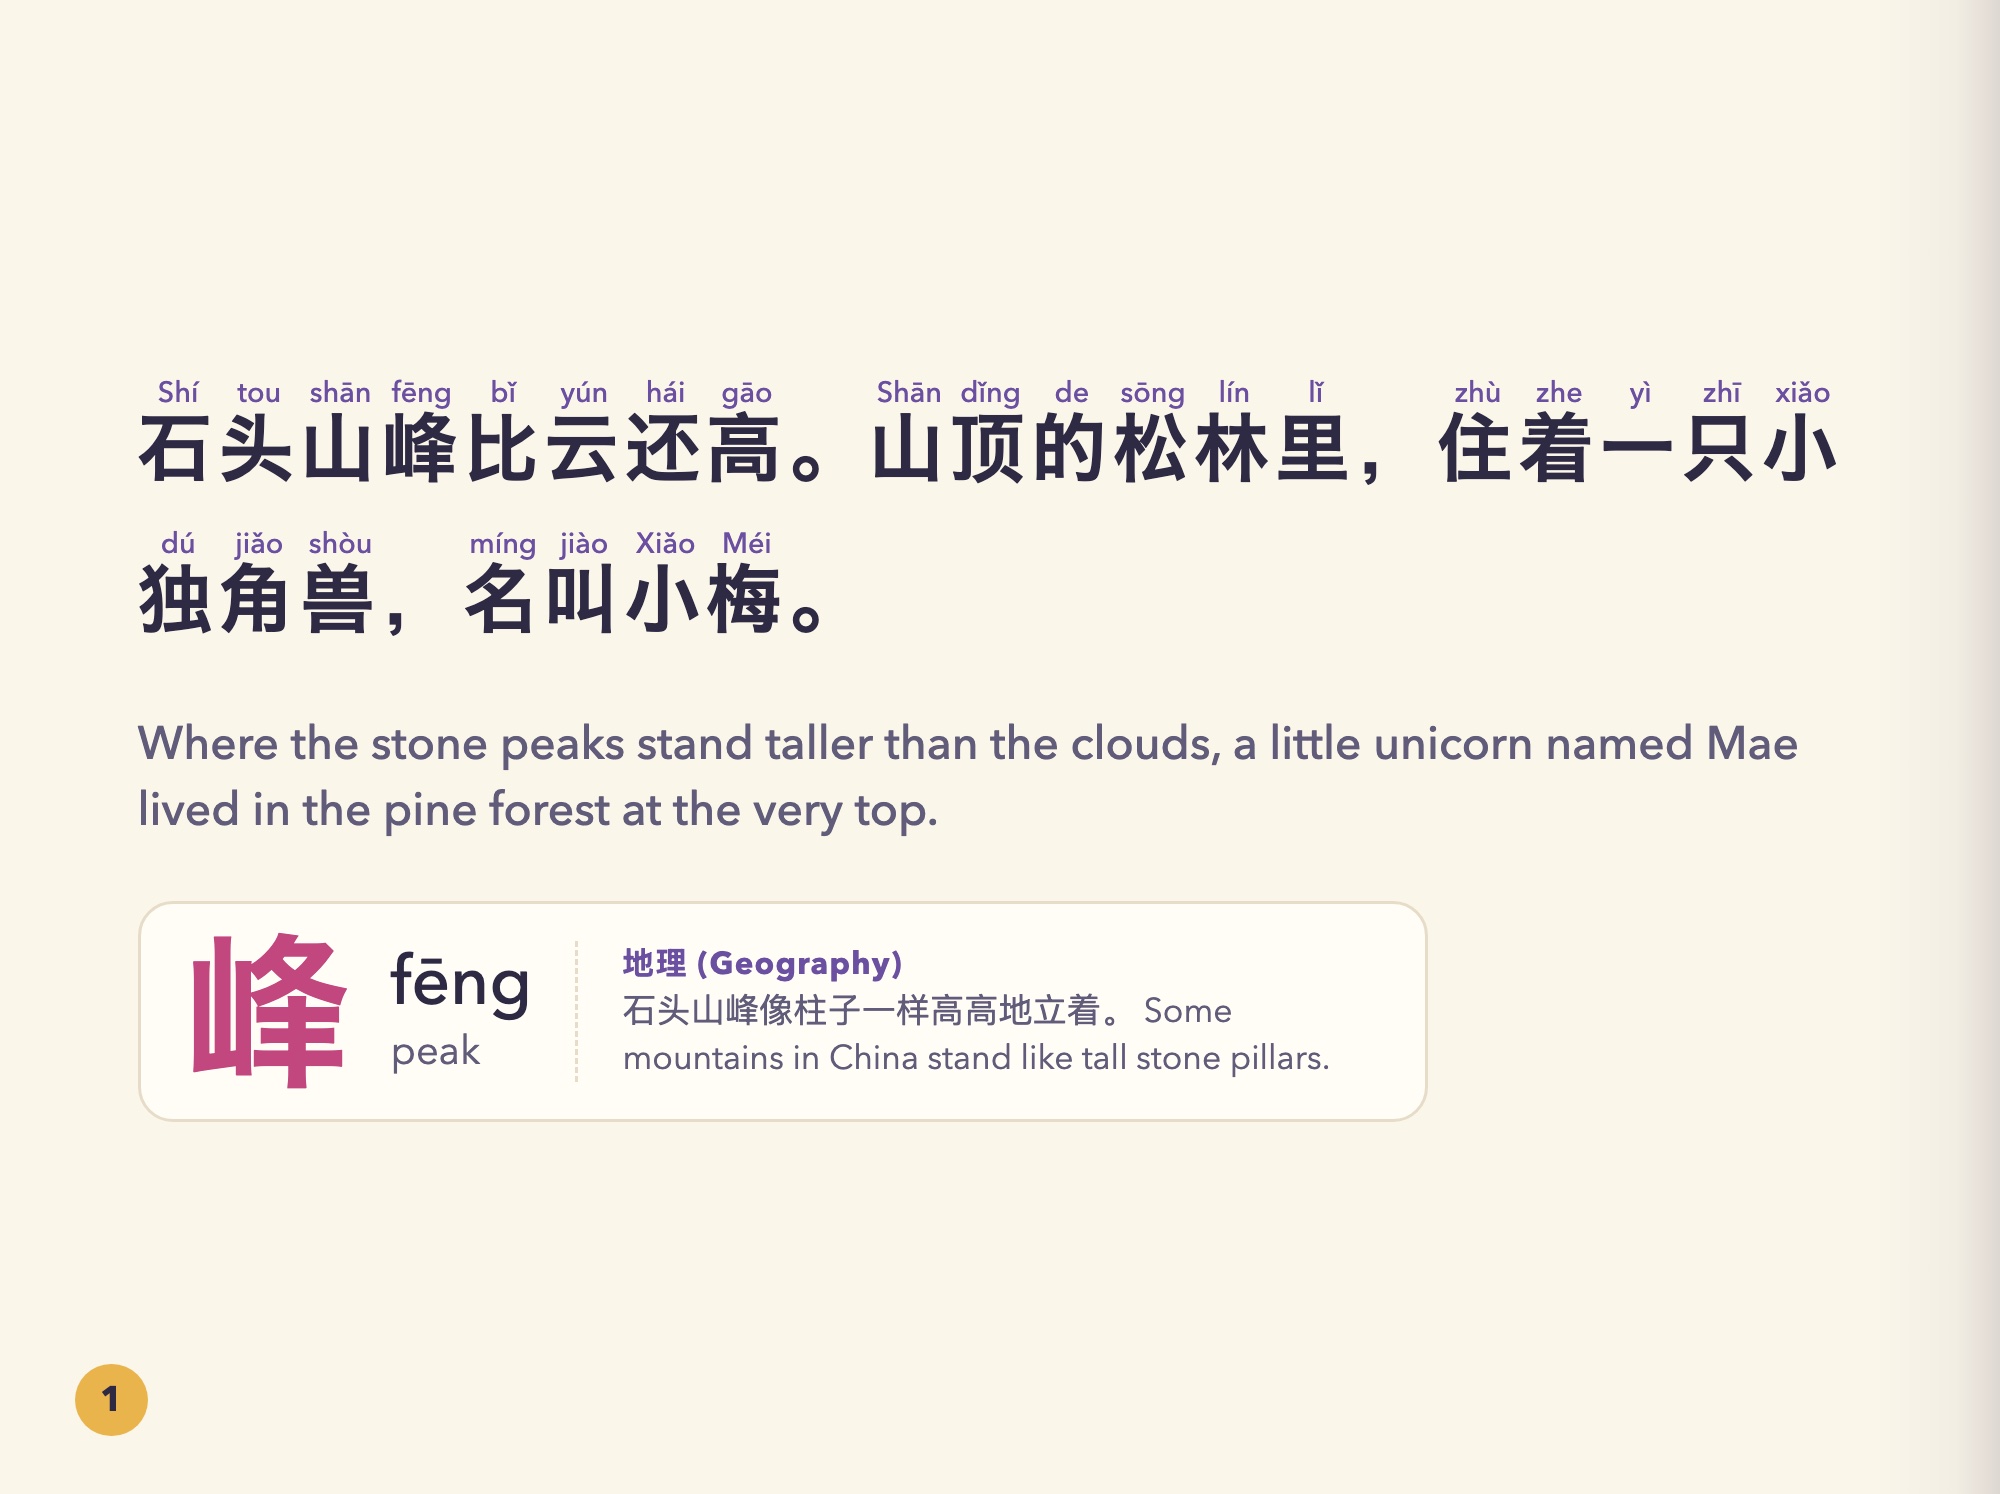 Shí tou shān fēng bǐ yún hái gāo Shān dǐng de sōng lín lǐ zhù zhe yì zhī xiǎo
石头山峰比云还高。山顶的松林里，住着一只小
dú jiǎo shòu míng jiào Xiǎo Méi
独角兽，名叫小梅。
Where the stone peaks stand taller than the clouds, a little unicorn named Mae
lived in the pine forest at the very top.
峰
fēng
peak
地理 (Geography)
石头山峰像柱子一样高高地立着。 Some
mountains in China stand like tall stone pillars.
1